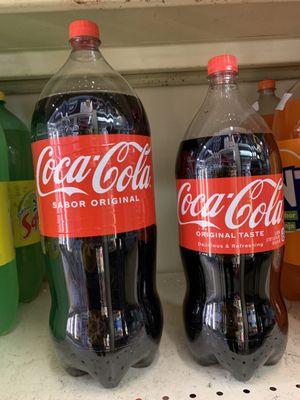 Coca-Cola
SABOR ORIGINAL
Coca-Cola
ORIGINAL TASTE
Delicious & Refreshing